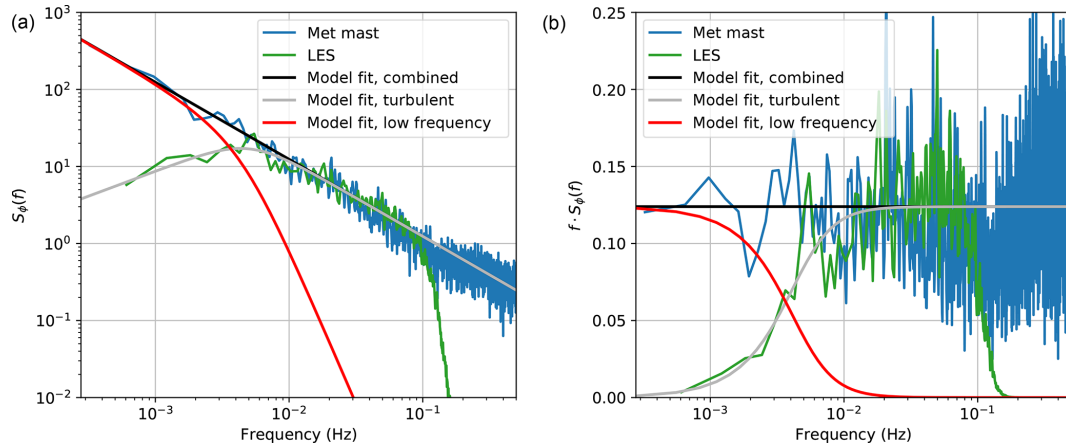 (a)
10³
10²
10¹
10⁰
10⁻¹
10⁻²
S_ϕ(f)
10⁻³
10⁻²
10⁻¹
Frequency (Hz)
Met mast
LES
Model fit, combined
Model fit, turbulent
Model fit, low frequency
(b)
0.25
0.20
0.15
0.10
0.05
0.00
f · S_ϕ(f)
10⁻³
10⁻²
10⁻¹
Frequency (Hz)
Met mast
LES
Model fit, combined
Model fit, turbulent
Model fit, low frequency